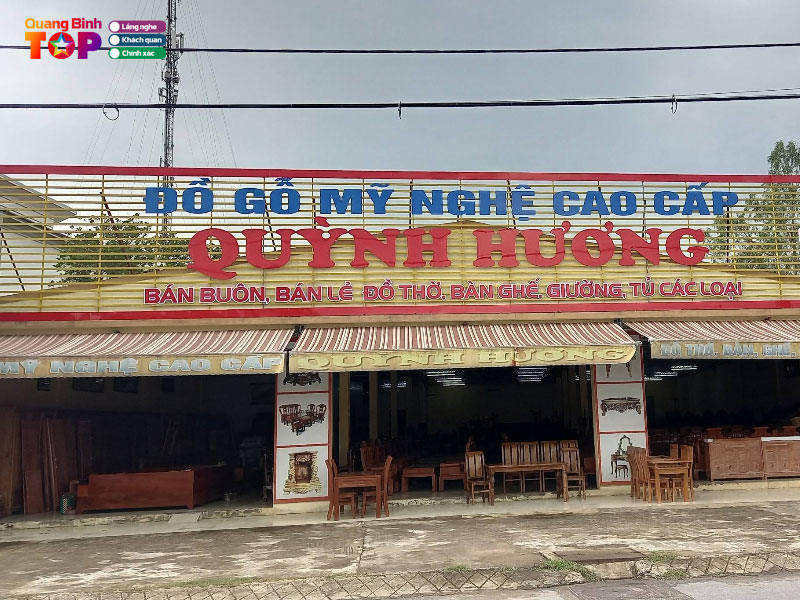 Quang Bình
TOP
Lắng nghe
Khách quan
Chính xác
ĐỒ GỖ MỸ NGHỆ CAO CẤP
QUỲNH HƯƠNG
BÁN BUÔN, BÁN LẺ ĐỒ THỜ, BÀN GHẾ, GIƯỜNG, TỦ CÁC LOẠI
MỸ NGHỆ CAO CẤP
QUỲNH HƯƠNG
ĐỒ THỜ, BÀN, GHẾ,